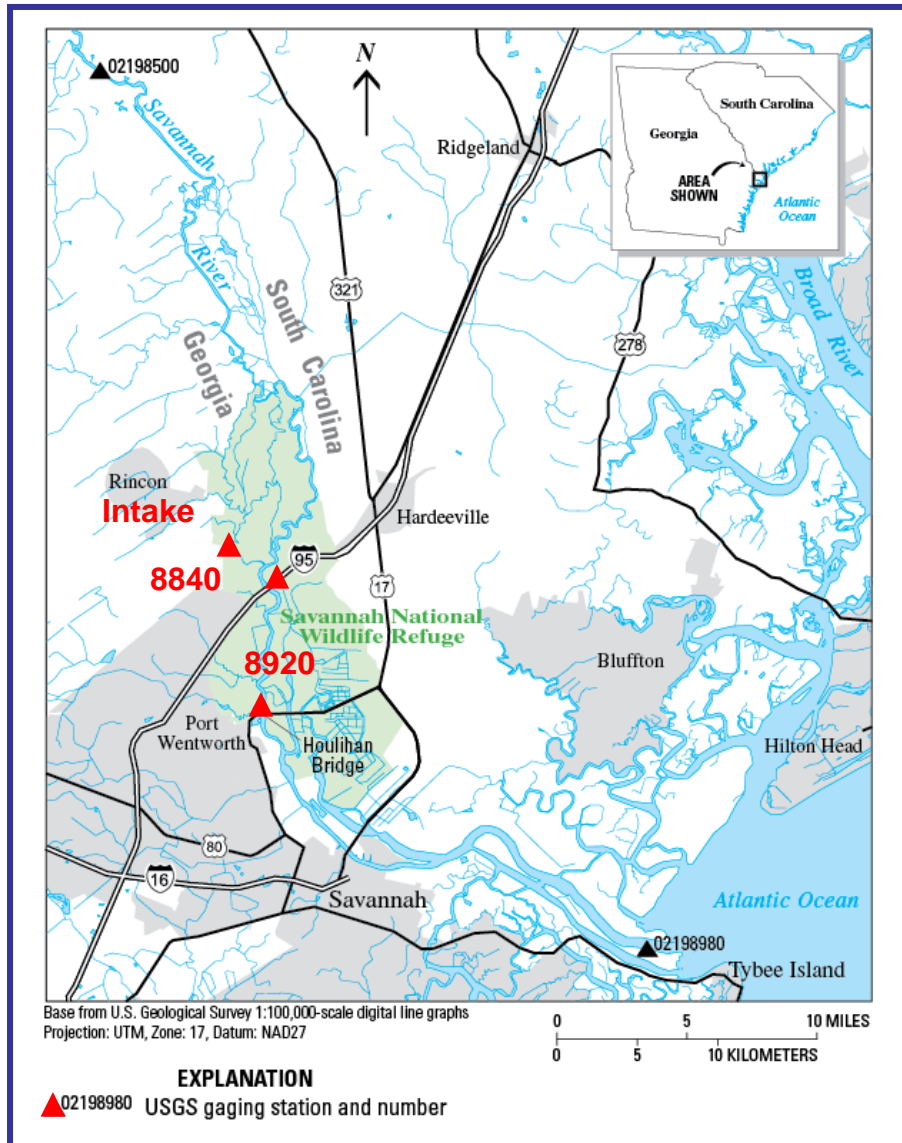 02198500
N
Savannah
River
Ridgeland
South Carolina
Georgia
AREA
SHOWN
Atlantic
Ocean
Broad
River
321
278
South
Carolina
Georgia
Rincon
Intake
Hardeeville
95
8840
17
Savannah National
Wildlife Refuge
8920
Bluffton
Port
Wentworth
Houlihan
Bridge
Hilton Head
80
16
Savannah
Atlantic Ocean
02198980
Tybee Island
Base from U.S. Geological Survey 1:100,000-scale digital line graphs
Projection: UTM, Zone: 17, Datum: NAD27
0 5 10 MILES
0 5 10 KILOMETERS
EXPLANATION
02198980 USGS gaging station and number